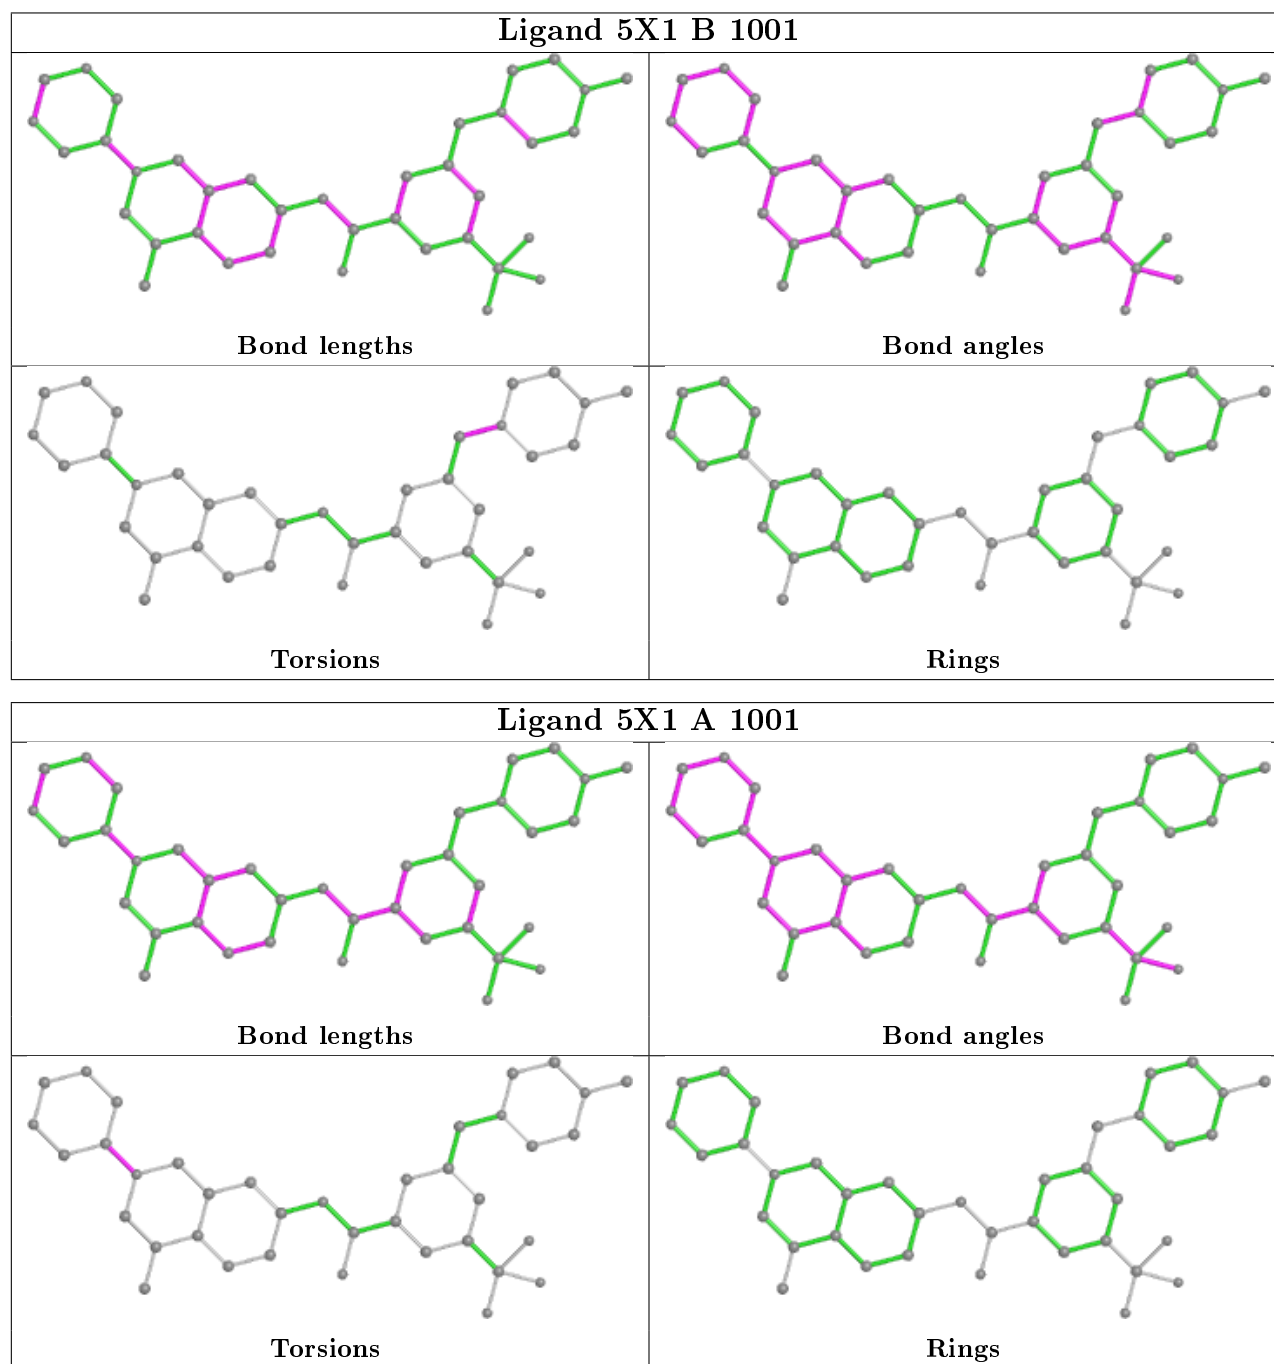 Ligand 5X1 B 1001
Bond lengths
Bond angles
Torsions
Rings
Ligand 5X1 A 1001
Bond lengths
Bond angles
Torsions
Rings